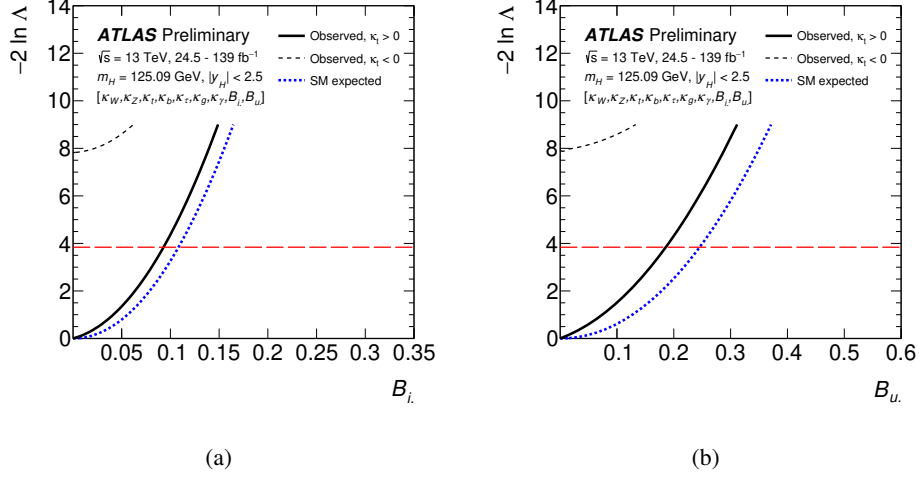 −2 ln Λ
14
12
10
8
6
4
2
0
ATLAS Preliminary
√s = 13 TeV, 24.5 - 139 fb⁻¹
m_H = 125.09 GeV, |y_H| < 2.5
[κ_W,κ_Z,κ_t,κ_b,κ_τ,κ_g,κ_γ,B_i,B_u]
Observed, κ_t > 0
Observed, κ_t < 0
SM expected
0.05 0.1 0.15 0.2 0.25 0.3 0.35
B_i.
(a)
−2 ln Λ
14
12
10
8
6
4
2
0
ATLAS Preliminary
√s = 13 TeV, 24.5 - 139 fb⁻¹
m_H = 125.09 GeV, |y_H| < 2.5
[κ_W,κ_Z,κ_t,κ_b,κ_τ,κ_g,κ_γ,B_i,B_u]
Observed, κ_t > 0
Observed, κ_t < 0
SM expected
0.1 0.2 0.3 0.4 0.5 0.6
B_u.
(b)